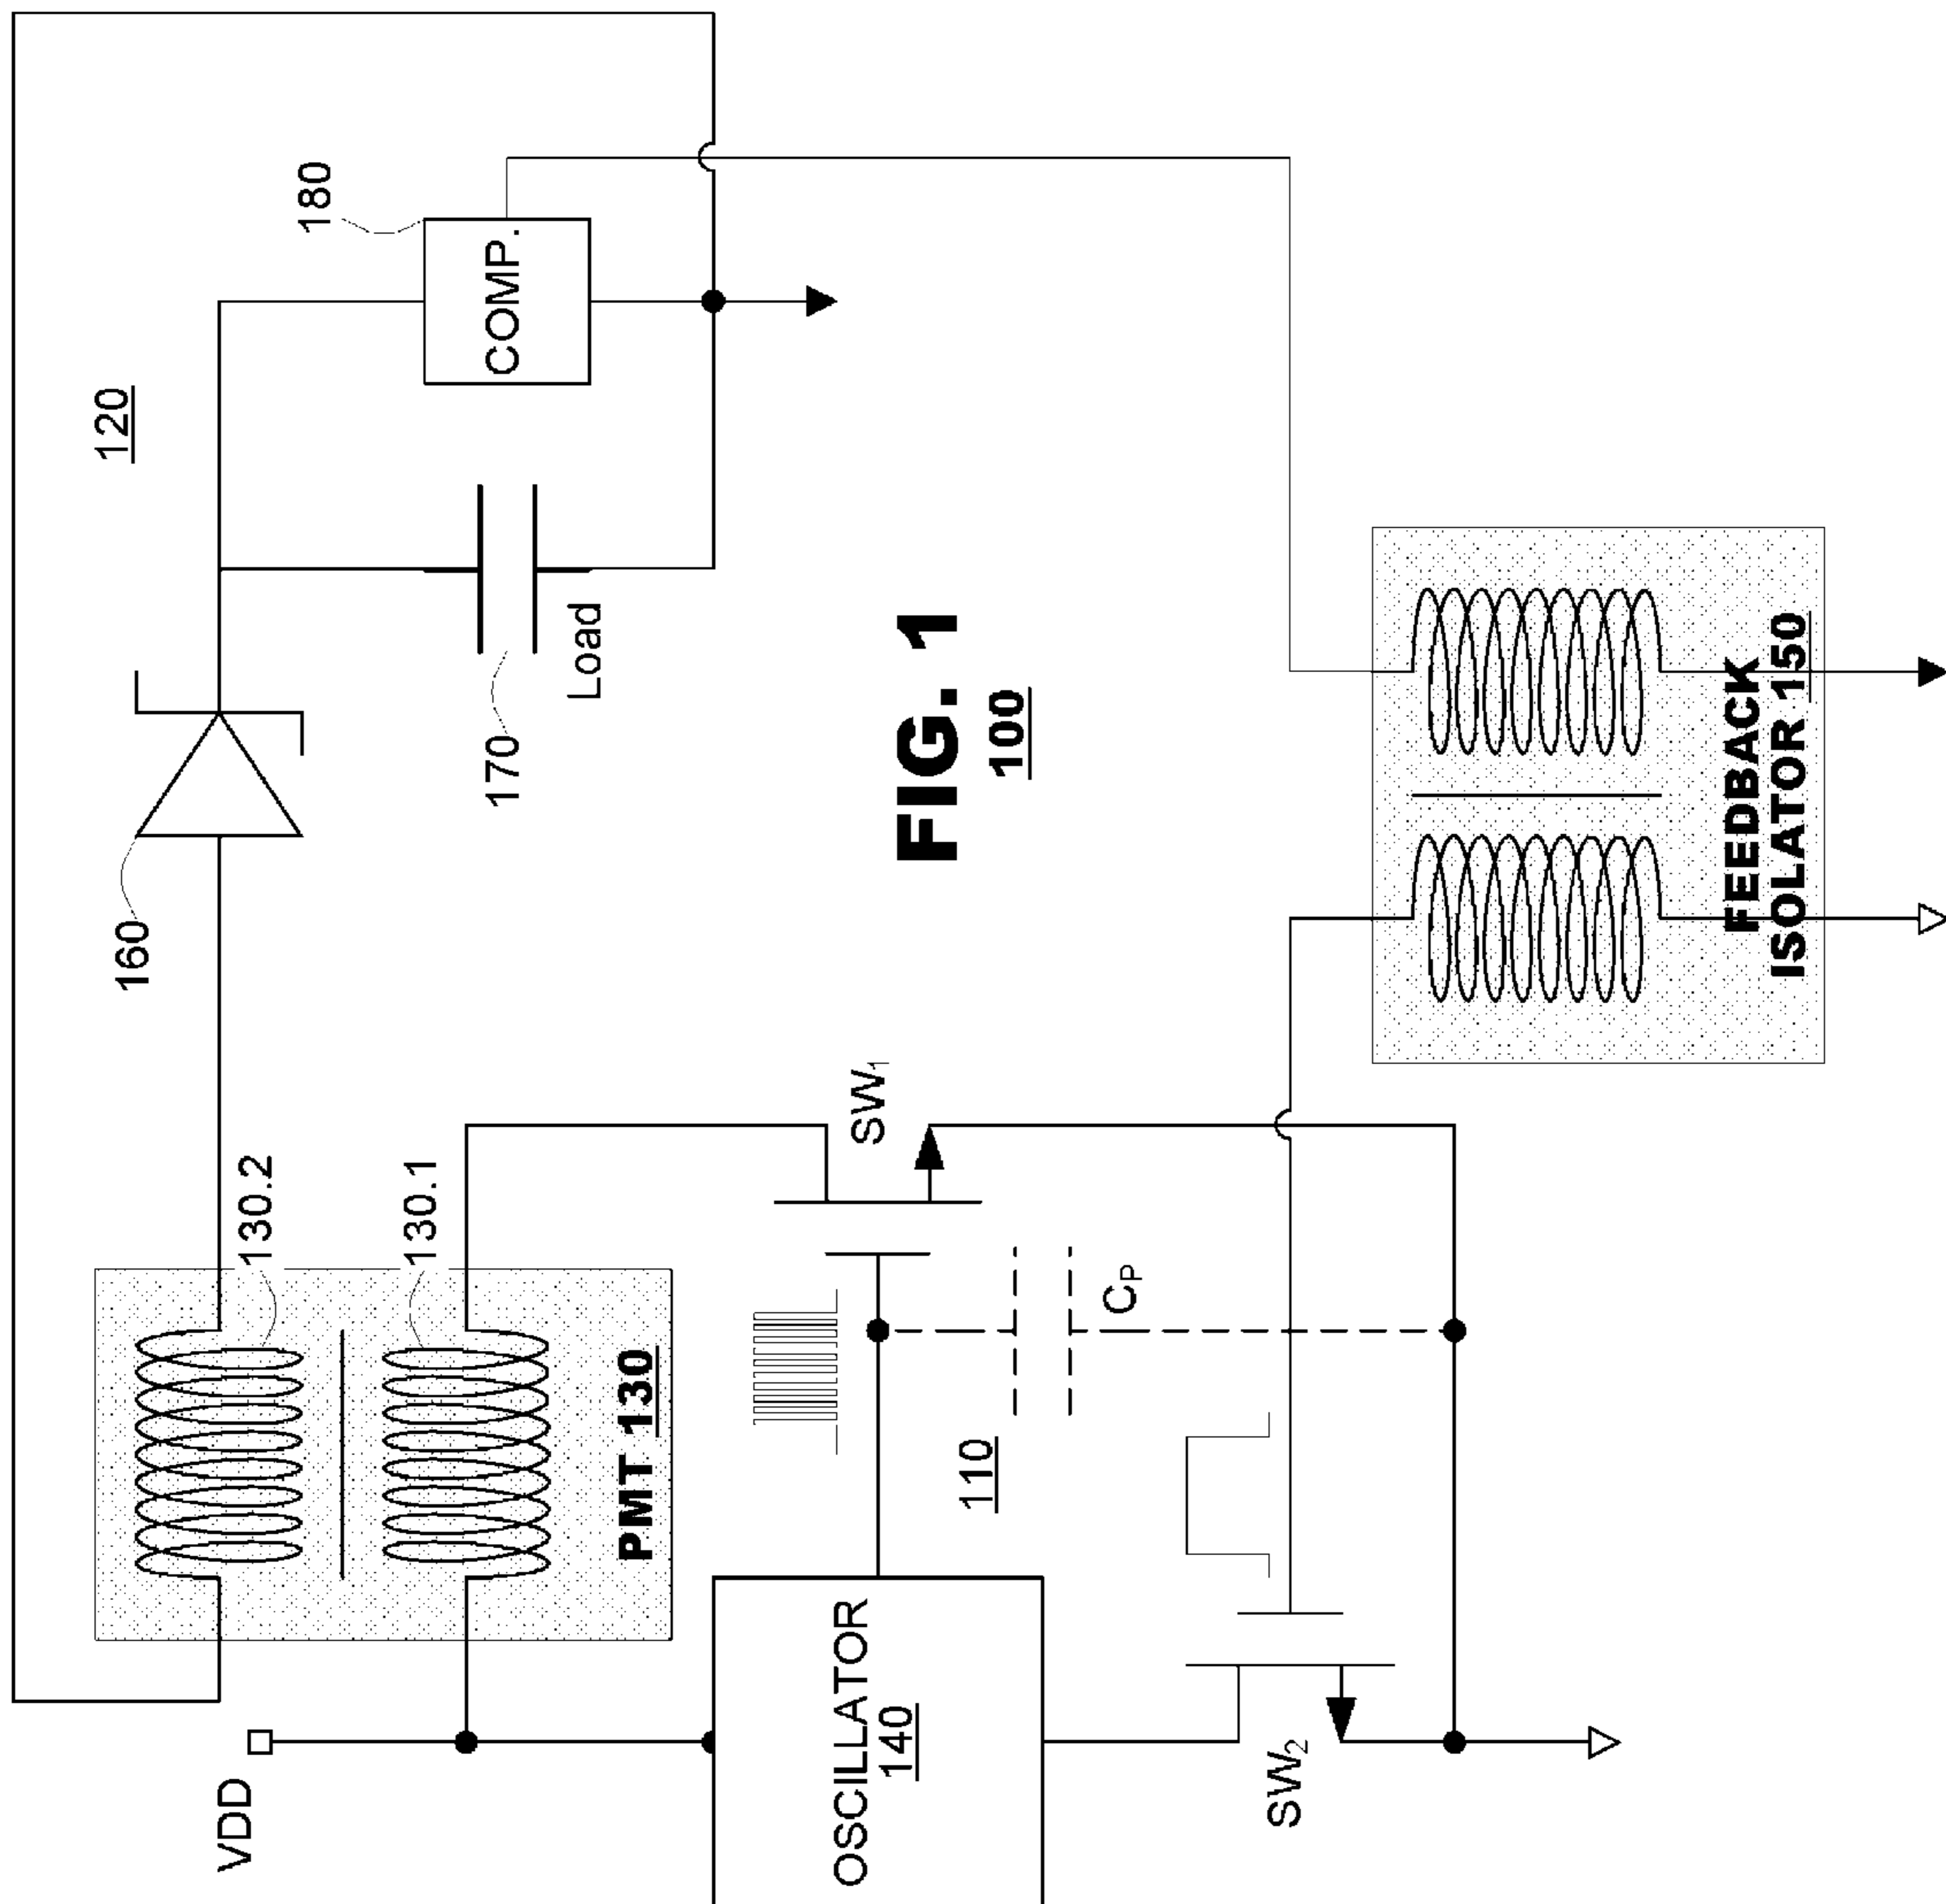 VDD
OSCILLATOR
140
SW₂
PMT 130
130.2
130.1
110
SW₁
C_P
160
120
170
Load
180
COMP.
FEEDBACK
ISOLATOR 150
FIG. 1
100